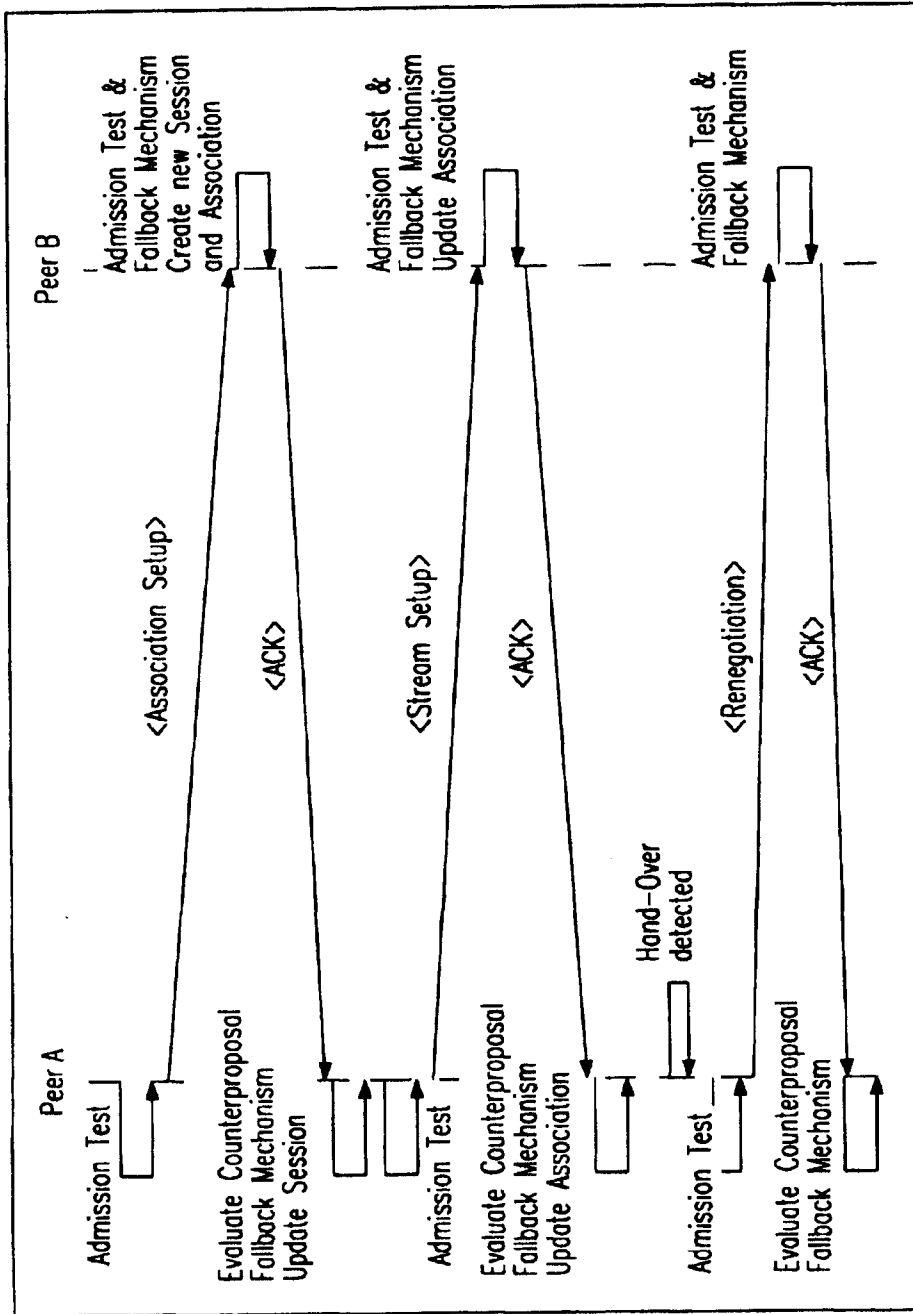 Peer A
Peer B
Admission Test
<Association Setup>
Admission Test &
Fallback Mechanism
Create new Session
and Association
<ACK>
Evaluate Counterproposal
Fallback Mechanism
Update Session
Admission Test
<Stream Setup>
Admission Test &
Fallback Mechanism
Update Association
<ACK>
Evaluate Counterproposal
Fallback Mechanism
Update Association
Hand-Over
detected
Admission Test
<Renegotiation>
Admission Test &
Fallback Mechanism
<ACK>
Evaluate Counterproposal
Fallback Mechanism